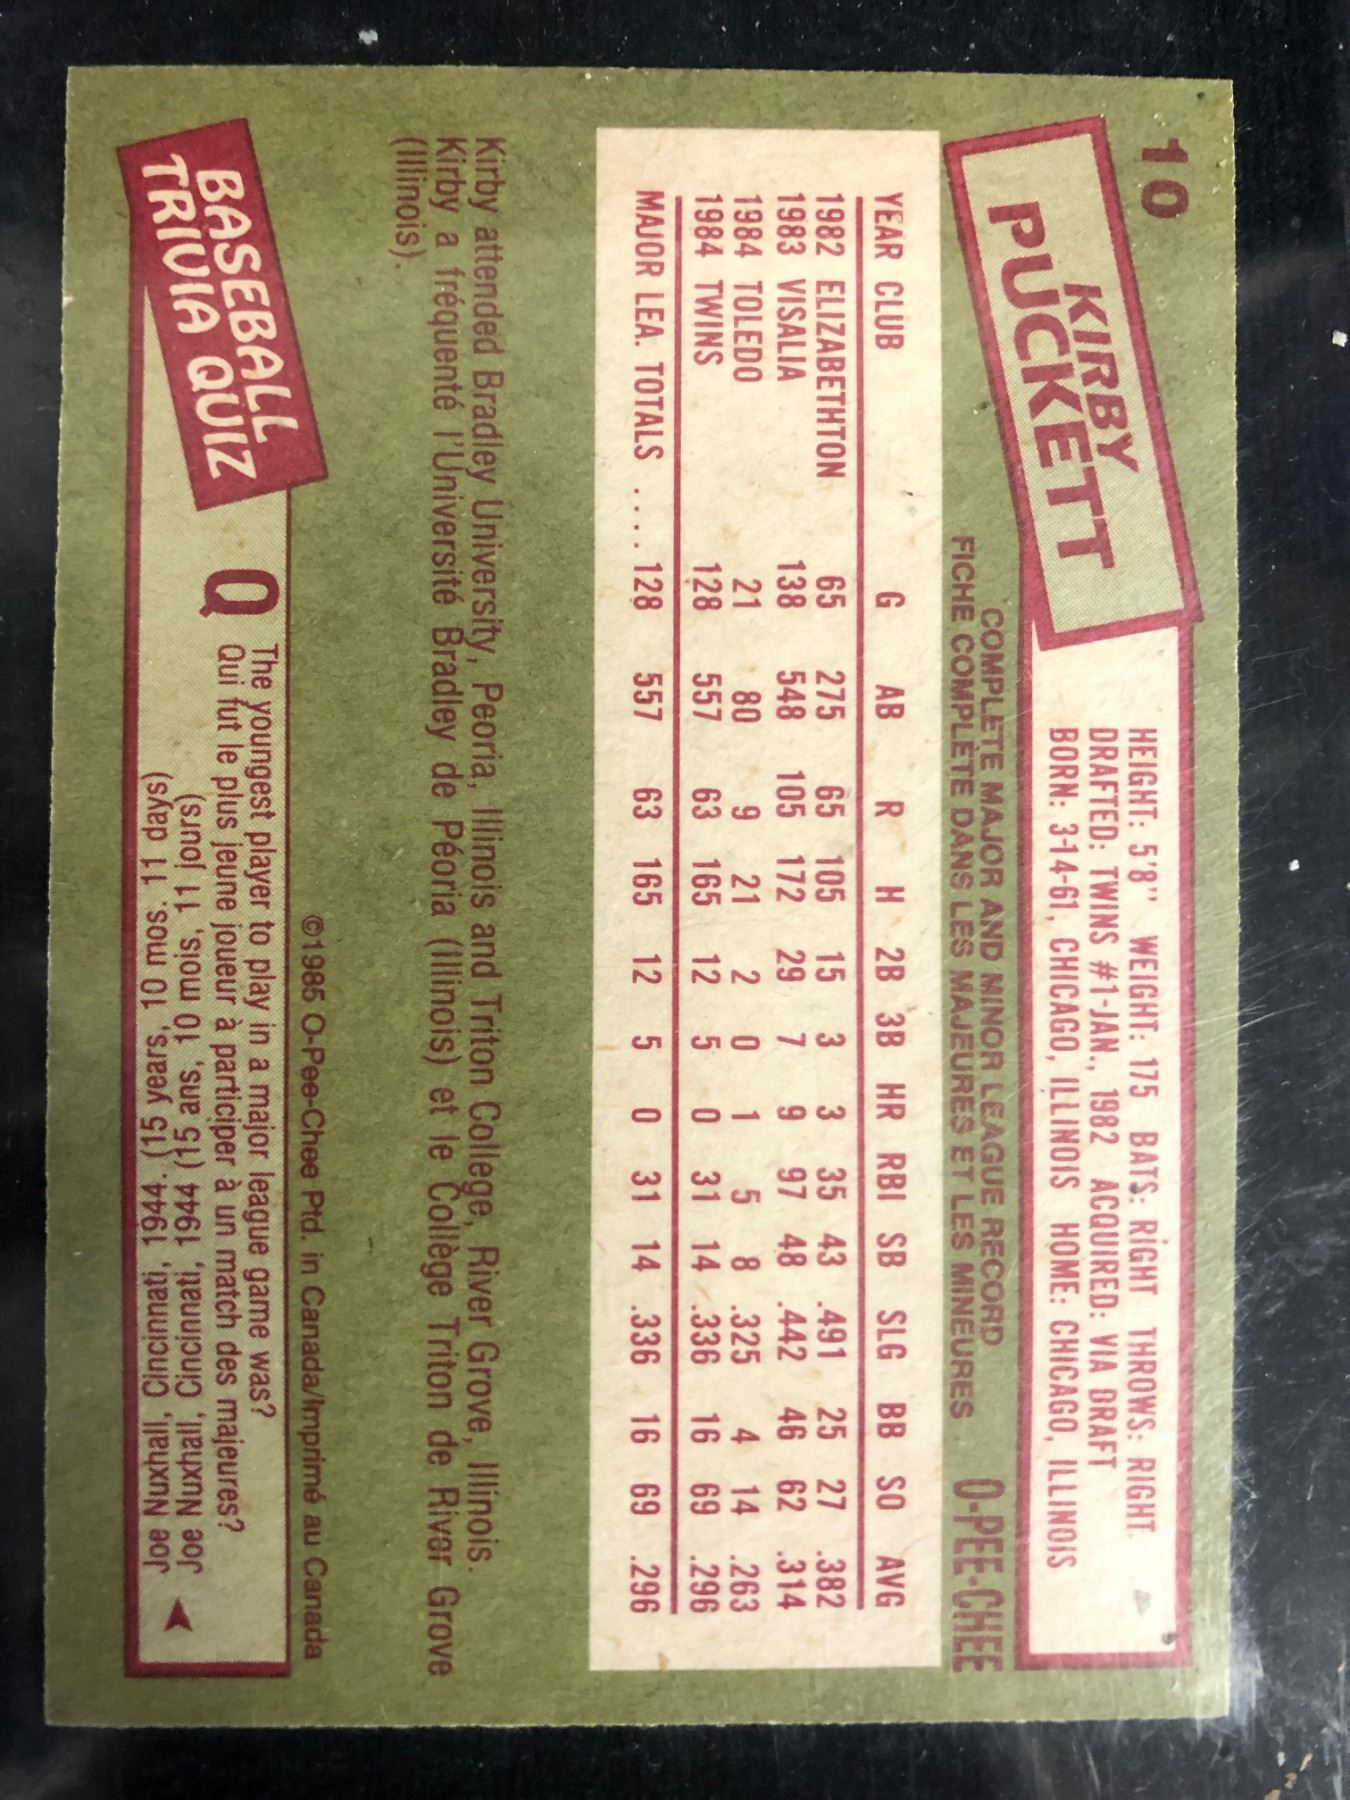 10
KIRBY
PUCKETT
HEIGHT: 5'8" WEIGHT: 175 BATS: RIGHT THROWS: RIGHT
DRAFTED: TWINS #1-JAN., 1982 ACQUIRED: VIA DRAFT
BORN: 3-14-61, CHICAGO, ILLINOIS HOME: CHICAGO, ILLINOIS
COMPLETE MAJOR AND MINOR LEAGUE RECORD
FICHE COMPLÈTE DANS LES MAJEURES ET LES MINEURES
O-PEE-CHEE
YEAR CLUB G AB R H 2B 3B HR RBI SB SLG BB SO AVG
1982 ELIZABETHTON 65 275 65 105 15 3 3 35 43 .491 25 27 .382
1983 VISALIA 138 548 105 172 29 7 9 97 48 .442 46 62 .314
1984 TOLEDO 21 80 9 21 2 0 1 5 8 .325 4 14 .263
1984 TWINS 128 557 63 165 12 5 0 31 14 .336 16 69 .296
MAJOR LEA. TOTALS .... 128 557 63 165 12 5 0 31 14 .336 16 69 .296
Kirby attended Bradley University, Peoria, Illinois and Triton College, River Grove, Illinois.
Kirby a fréquenté l'Université Bradley de Péoria (Illinois) et le Collège Triton de River Grove
(Illinois).
©1985 O-Pee-Chee Ptd. in Canada/Imprimé au Canada
BASEBALL
TRIVIA QUIZ
Q The youngest player to play in a major league game was?
Qui fut le plus jeune joueur à participer à un match des majeures?
Joe Nuxhall, Cincinnati, 1944. (15 years, 10 mos. 11 days)
Joe Nuxhall, Cincinnati, 1944 (15 ans, 10 mois, 11 jours)